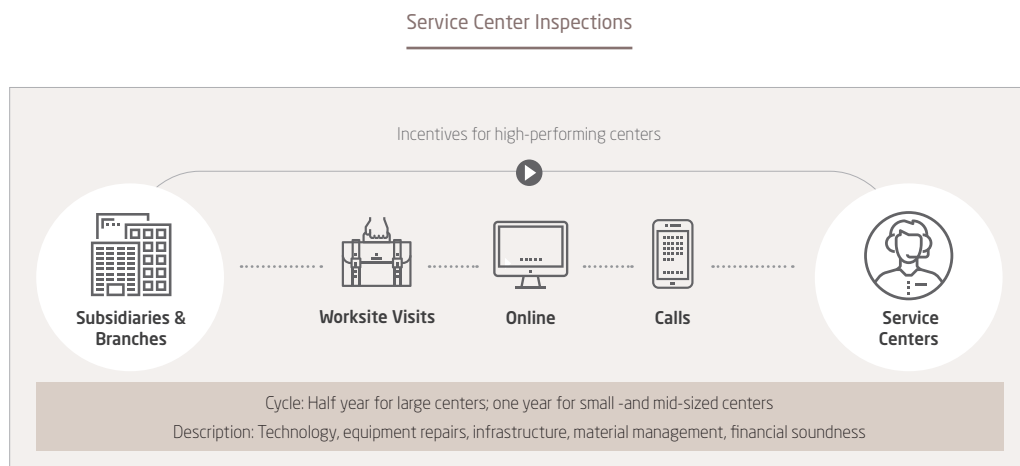 Service Center Inspections
Incentives for high-performing centers
Subsidiaries &
Branches
Worksite Visits
Online
Calls
Service
Centers
Cycle: Half year for large centers; one year for small -and mid-sized centers
Description: Technology, equipment repairs, infrastructure, material management, financial soundness